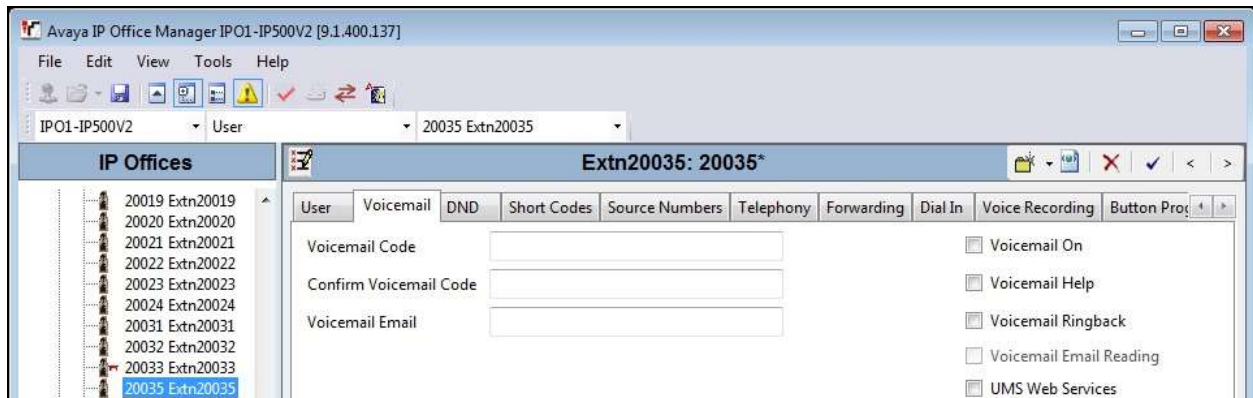 Avaya IP Office Manager IPO1-IP500V2 [9.1.400.137]
File Edit View Tools Help
IPO1-IP500V2 User 20035 Extn20035
IP Offices
Extn20035: 20035*
20019 Extn20019
20020 Extn20020
20021 Extn20021
20022 Extn20022
20023 Extn20023
20024 Extn20024
20031 Extn20031
20032 Extn20032
20033 Extn20033
20035 Extn20035
User Voicemail DND Short Codes Source Numbers Telephony Forwarding Dial In Voice Recording Button Prog
Voicemail Code
Voicemail On
Confirm Voicemail Code
Voicemail Help
Voicemail Email
Voicemail Ringback
Voicemail Email Reading
UMS Web Services